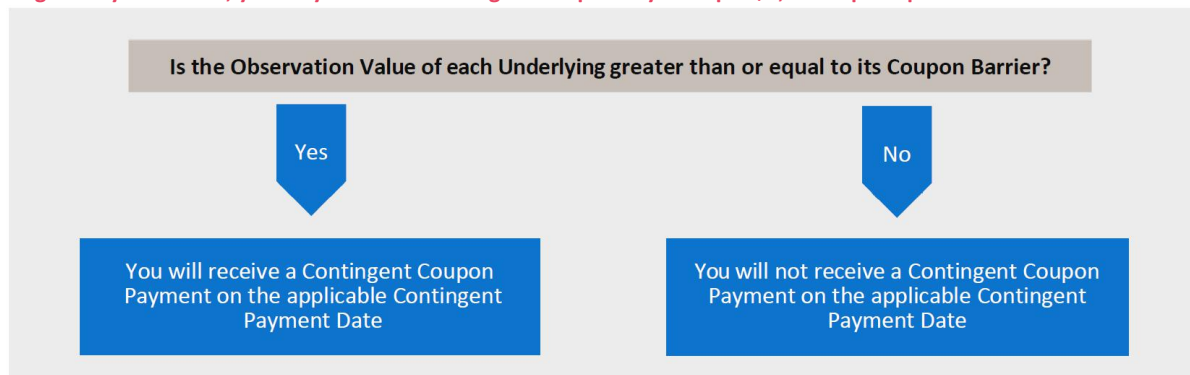 Is the Observation Value of each Underlying greater than or equal to its Coupon Barrier?
Yes
No
You will receive a Contingent Coupon
Payment on the applicable Contingent
Payment Date
You will not receive a Contingent Coupon
Payment on the applicable Contingent
Payment Date